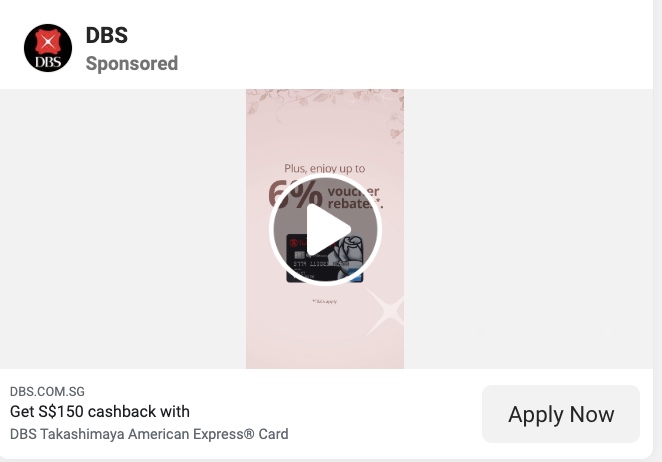 DBS
DBS
Sponsored
Plus, enjoy up to
6% voucher
rebates*.
*T&Cs apply
DBS.COM.SG
Get S$150 cashback with
DBS Takashimaya American Express® Card
Apply Now